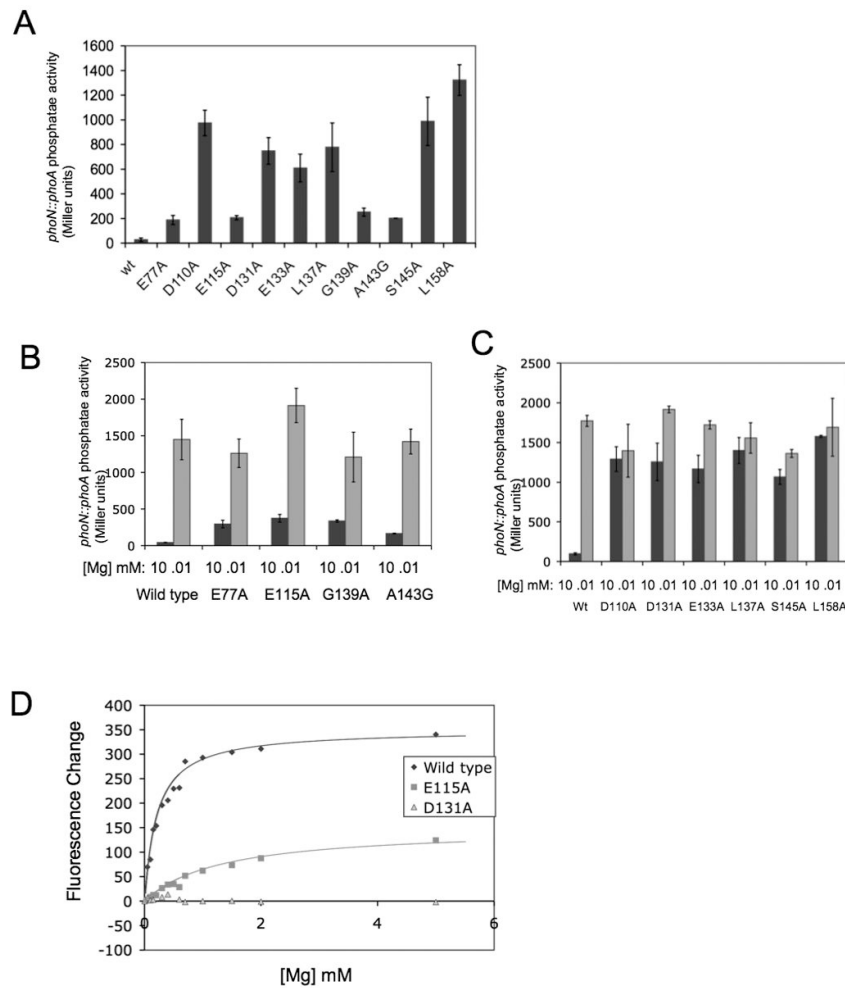 A
phoN::phoA phosphatae activity
(Miller units)
1600
1400
1200
1000
800
600
400
200
0
wt
E77A
D110A
E115A
D131A
E133A
L137A
G139A
A143G
S145A
L158A
B
phoN::phoA phosphatae activity
(Miller units)
2500
2000
1500
1000
500
0
[Mg] mM: 10 .01 10 .01 10 .01 10 .01 10 .01
Wild type E77A E115A G139A A143G
C
phoN::phoA phosphatae activity
(Miller units)
2500
2000
1500
1000
500
0
[Mg] mM: 10 .01 10 .01 10 .01 10 .01 10 .01 10 .01 10 .01
Wt D110A D131A E133A L137A S145A L158A
D
Fluorescence Change
400
350
300
250
200
150
100
50
0
-50
-100
Wild type
E115A
D131A
0 2 4 6
[Mg] mM